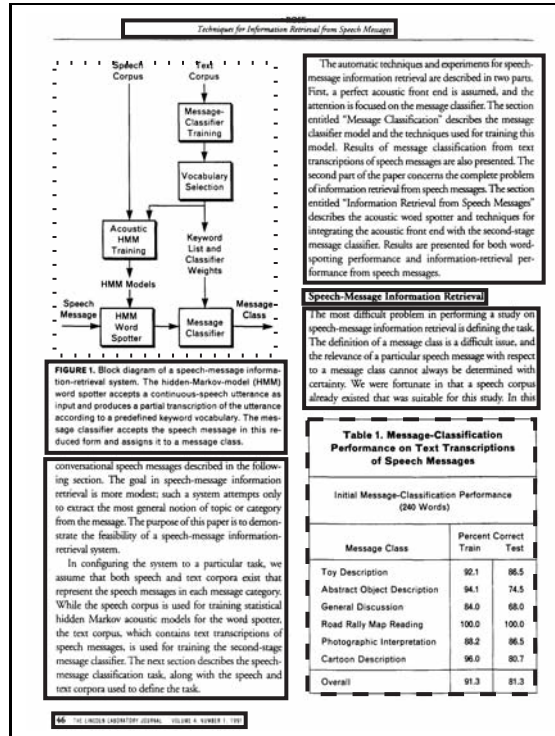 ROSE
Techniques for Information Retrieval from Speech Messages
Speech
Corpus
Text
Corpus
Message-
Classifier
Training
Vocabulary
Selection
Acoustic
HMM
Training
Keyword
List and
Classifier
Weights
HMM Models
Speech
Message
HMM
Word
Spotter
Message
Classifier
Message-
Class
FIGURE 1. Block diagram of a speech-message informa-
tion-retrieval system. The hidden-Markov-model (HMM)
word spotter accepts a continuous-speech utterance as
input and produces a partial transcription of the utterance
according to a predefined keyword vocabulary. The mes-
sage classifier accepts the speech message in this re-
duced form and assigns it to a message class.
conversational speech messages described in the follow-
ing section. The goal in speech-message information
retrieval is more modest; such a system attempts only
to extract the most general notion of topic or category
from the message. The purpose of this paper is to demon-
strate the feasibility of a speech-message information-
retrieval system.
In configuring the system to a particular task, we
assume that both speech and text corpora exist that
represent the speech messages in each message category.
While the speech corpus is used for training statistical
hidden Markov acoustic models for the word spotter,
the text corpus, which contains text transcriptions of
speech messages, is used for training the second-stage
message classifier. The next section describes the speech-
message classification task, along with the speech and
text corpora used to define the task.
The automatic techniques and experiments for speech-
message information retrieval are described in two parts.
First, a perfect acoustic front end is assumed, and the
attention is focused on the message classifier. The section
entitled "Message Classification" describes the message
classifier model and the techniques used for training this
model. Results of message classification from text
transcriptions of speech messages are also presented. The
second part of the paper concerns the complete problem
of information retrieval from speech messages. The section
entitled "Information Retrieval from Speech Messages"
describes the acoustic word spotter and techniques for
integrating the acoustic front end with the second-stage
message classifier. Results are presented for both word-
spotting performance and information-retrieval per-
formance from speech messages.
Speech-Message Information Retrieval
The most difficult problem in performing a study on
speech-message information retrieval is defining the task.
The definition of a message class is a difficult issue, and
the relevance of a particular speech message with respect
to a message class cannot always be determined with
certainty. We were fortunate in that a speech corpus
already existed that was suitable for this study. In this
Table 1. Message-Classification
Performance on Text Transcriptions
of Speech Messages
Initial Message-Classification Performance
(240 Words)
Percent Correct
Message Class Train Test
Toy Description 92.1 86.5
Abstract Object Description 94.1 74.5
General Discussion 84.0 68.0
Road Rally Map Reading 100.0 100.0
Photographic Interpretation 88.2 86.5
Cartoon Description 96.0 80.7
Overall 91.3 81.3
46 THE LINCOLN LABORATORY JOURNAL VOLUME 4, NUMBER 1, 1991